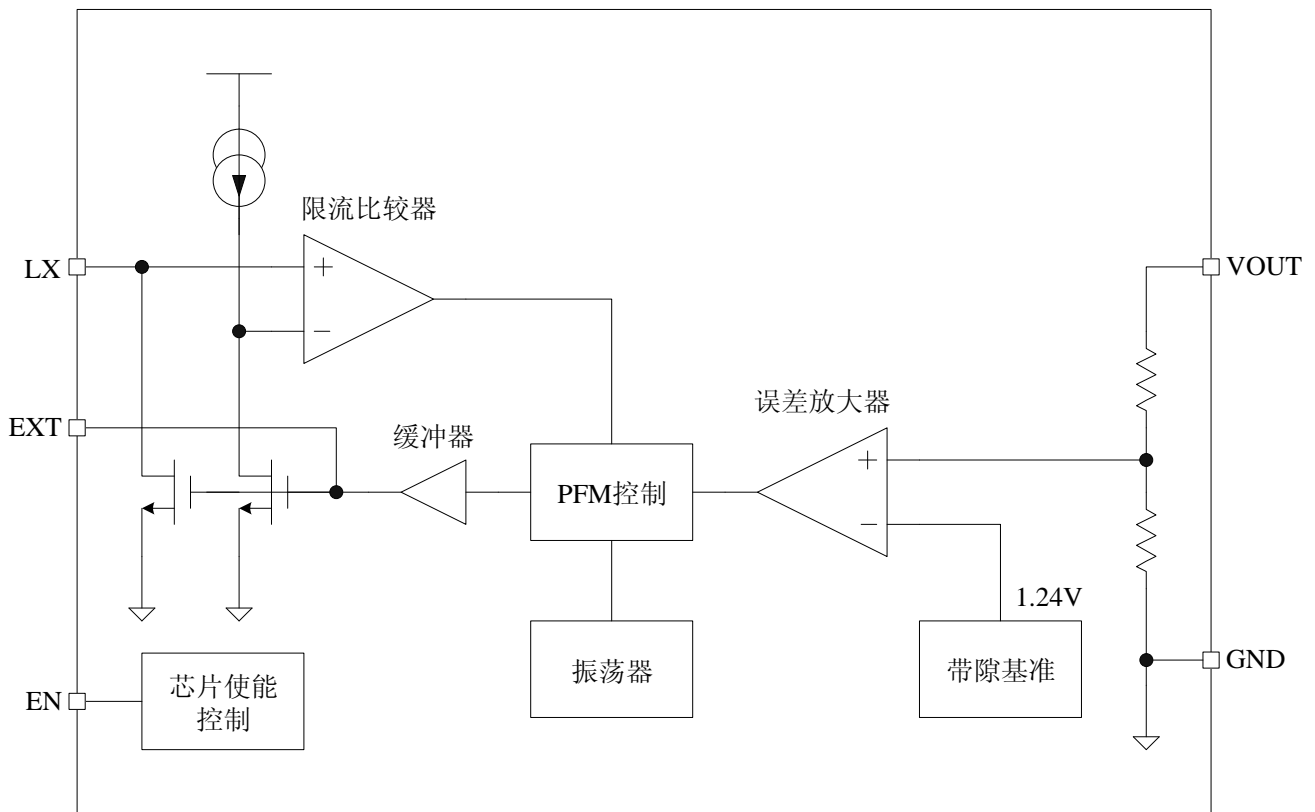 限流比较器
+
−
LX
VOUT
EXT
缓冲器
误差放大器
+
−
PFM控制
1.24V
振荡器
带隙基准
GND
EN
芯片使能
控制